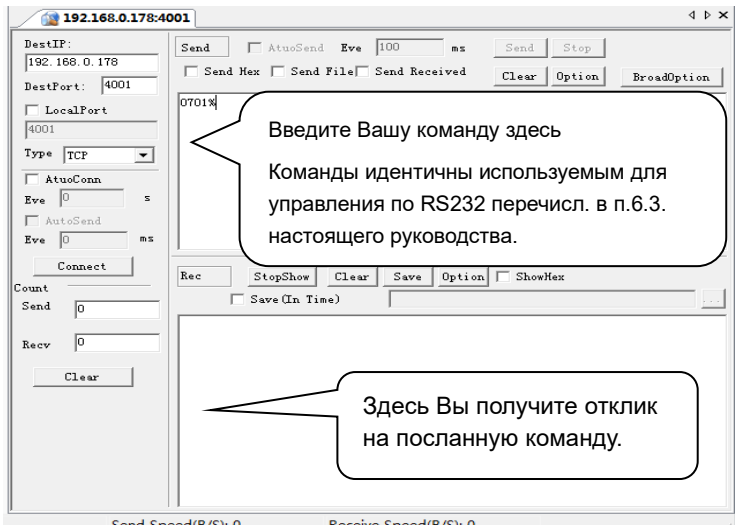 192.168.0.178:4001
DestIP:
192.168.0.178
DestPort: 4001
LocalPort
4001
Type TCP
AtuoConn
Eve 0 s
AutoSend
Eve 0 ms
Connect
Count
Send 0
Recv 0
Clear
Send AtuoSend Eve 100 ms Send Stop
Send Hex Send File Send Received Clear Option BroadOption
0701%
Введите Вашу команду здесь
Команды идентичны используемым для
управления по RS232 перечисл. в п.6.3.
настоящего руководства.
Rec StopShow Clear Save Option ShowHex
Save(In Time) ...
Здесь Вы получите отклик
на посланную команду.
Send Speed(B/S): 0 Receive Speed(B/S): 0